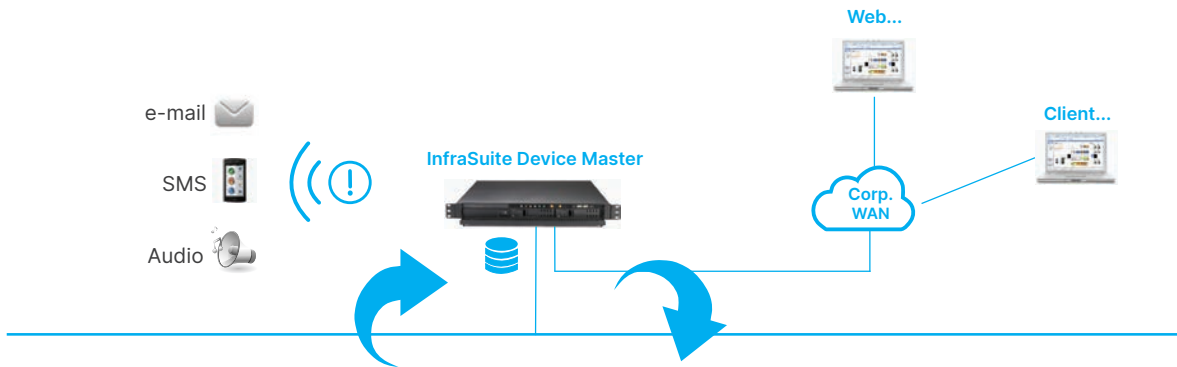 Web...
Client...
e-mail
SMS
Audio
InfraSuite Device Master
Corp.
WAN